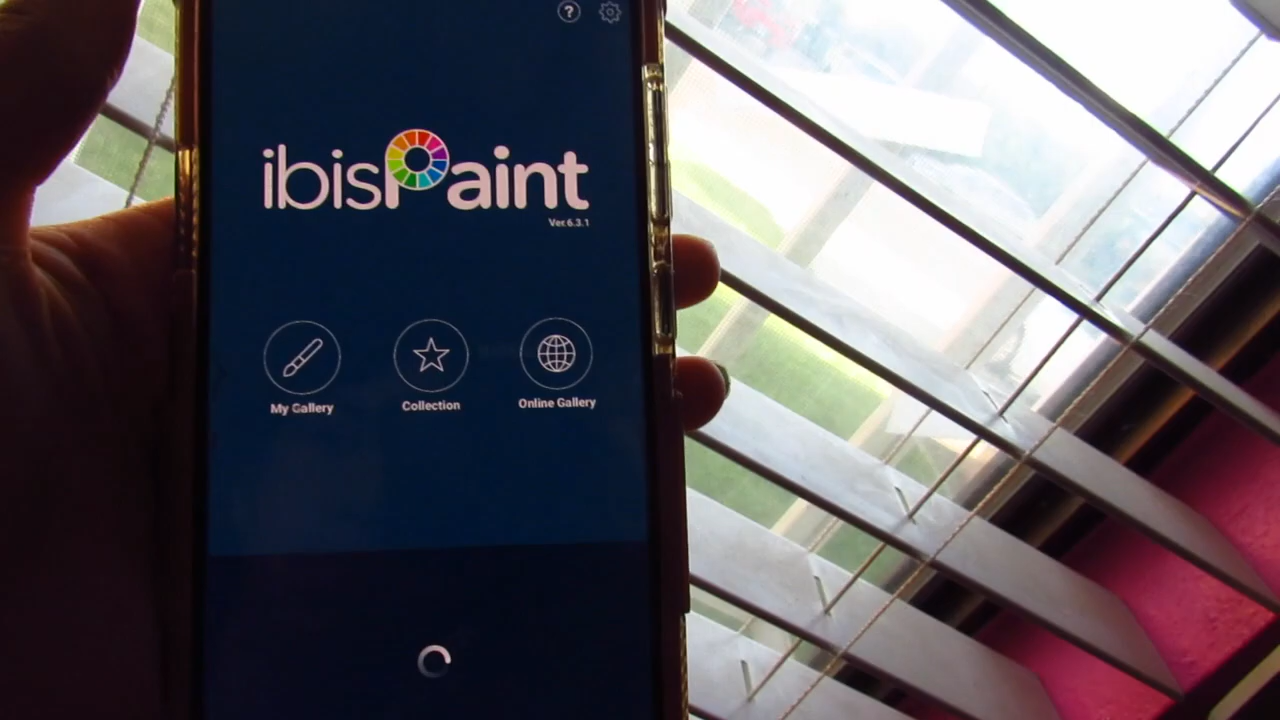 ?
ibisPaint
Ver.6.3.1
My Gallery
Collection
Online Gallery